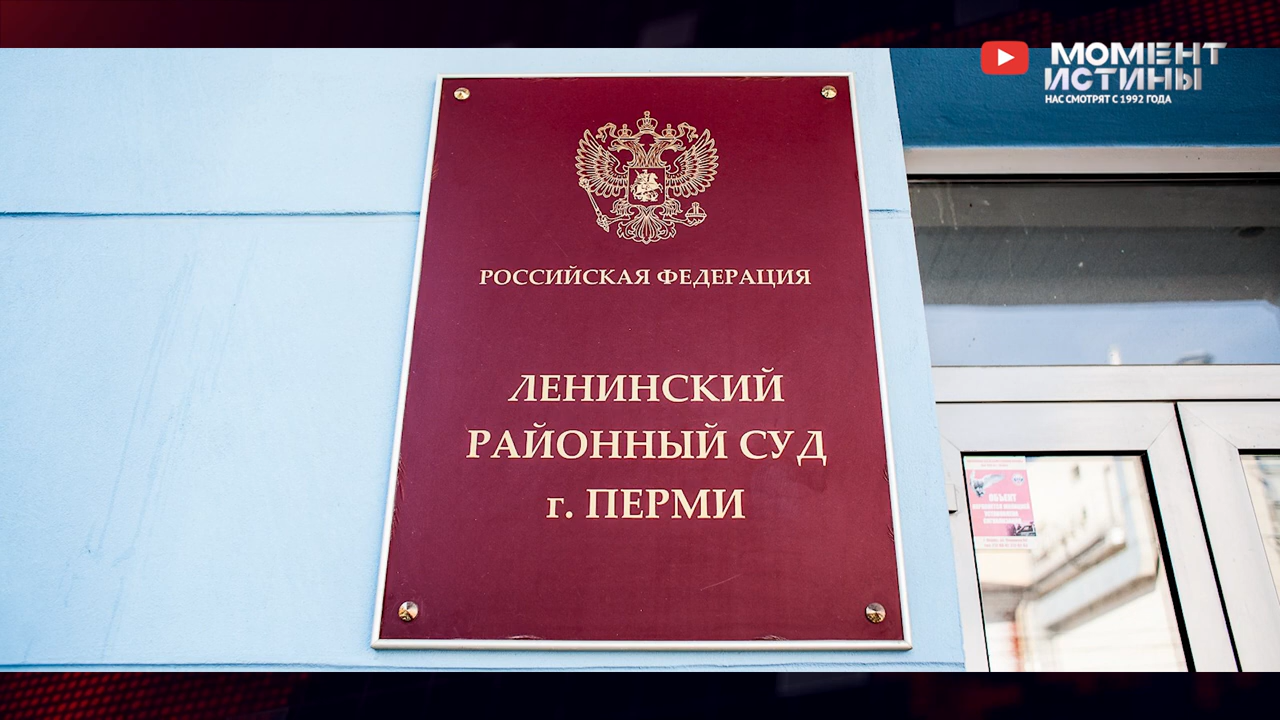 МОМЕНТ
ИСТИНЫ
НАС СМОТРЯТ С 1992 ГОДА
РОССИЙСКАЯ ФЕДЕРАЦИЯ
ЛЕНИНСКИЙ
РАЙОННЫЙ СУД
г. ПЕРМИ
ОБЪЕКТ